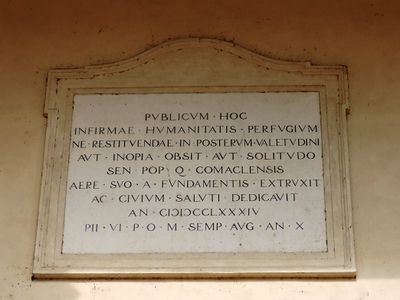 PVBLICVM · HOC
INFIRMAE · HVMANITATIS · PERFVGIVM
NE · RESTITVENDAE · IN · POSTERVM · VALETVDINI
AVT · INOPIA · OBSIT · AVT · SOLITVDO
SEN · POP · Q · COMACLENSIS
AERE · SVO · A · FVNDAMENTIS · EXTRVXIT
AC · CIVIVM · SALVTI · DEDICAVIT
AN · CIƆIƆCCLXXXIV
PII · VI · P · O · M · SEMP · AVG · AN · X